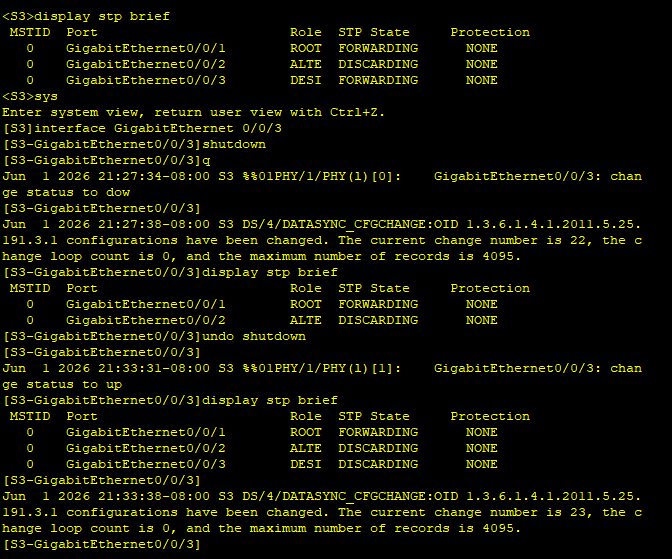 <S3>display stp brief
 MSTID  Port                        Role  STP State     Protection
   0    GigabitEthernet0/0/1        ROOT  FORWARDING      NONE
   0    GigabitEthernet0/0/2        ALTE  DISCARDING      NONE
   0    GigabitEthernet0/0/3        DESI  FORWARDING      NONE
<S3>sys
Enter system view, return user view with Ctrl+Z.
[S3]interface GigabitEthernet 0/0/3
[S3-GigabitEthernet0/0/3]shutdown
[S3-GigabitEthernet0/0/3]q
Jun  1 2026 21:27:34-08:00 S3 %%01PHY/1/PHY(l)[0]:    GigabitEthernet0/0/3: chan
ge status to dow
[S3-GigabitEthernet0/0/3]
Jun  1 2026 21:27:38-08:00 S3 DS/4/DATASYNC_CFGCHANGE:OID 1.3.6.1.4.1.2011.5.25.
191.3.1 configurations have been changed. The current change number is 22, the c
hange loop count is 0, and the maximum number of records is 4095.
[S3-GigabitEthernet0/0/3]display stp brief
 MSTID  Port                        Role  STP State     Protection
   0    GigabitEthernet0/0/1        ROOT  FORWARDING      NONE
   0    GigabitEthernet0/0/2        ALTE  DISCARDING      NONE
[S3-GigabitEthernet0/0/3]undo shutdown
[S3-GigabitEthernet0/0/3]
Jun  1 2026 21:33:31-08:00 S3 %%01PHY/1/PHY(l)[1]:    GigabitEthernet0/0/3: chan
ge status to up
[S3-GigabitEthernet0/0/3]display stp brief
 MSTID  Port                        Role  STP State     Protection
   0    GigabitEthernet0/0/1        ROOT  FORWARDING      NONE
   0    GigabitEthernet0/0/2        ALTE  DISCARDING      NONE
   0    GigabitEthernet0/0/3        DESI  DISCARDING      NONE
[S3-GigabitEthernet0/0/3]
Jun  1 2026 21:33:38-08:00 S3 DS/4/DATASYNC_CFGCHANGE:OID 1.3.6.1.4.1.2011.5.25.
191.3.1 configurations have been changed. The current change number is 23, the c
hange loop count is 0, and the maximum number of records is 4095.
[S3-GigabitEthernet0/0/3]